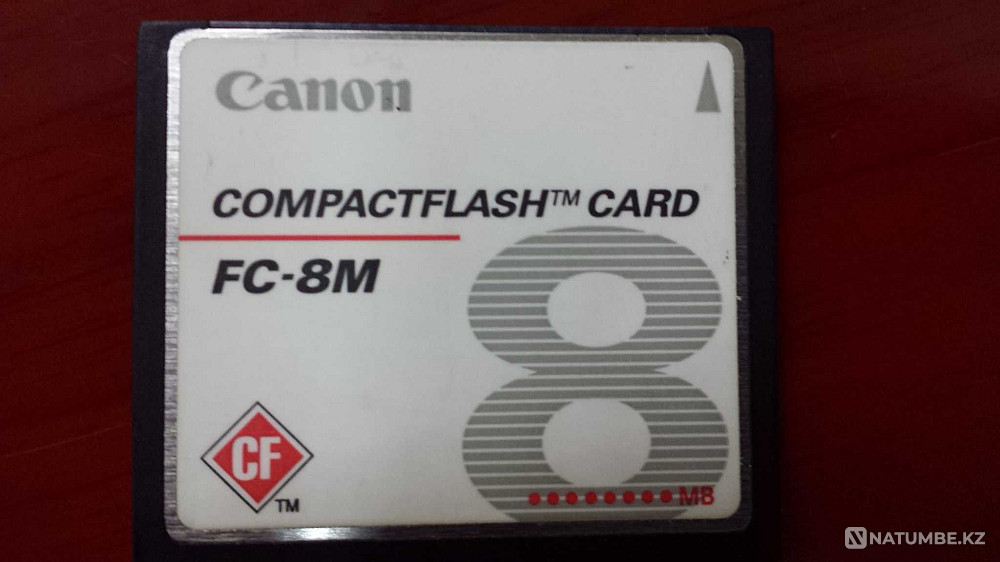 Canon
COMPACTFLASH™ CARD
FC-8M
8
CF
TM
MB
NATUMBE.KZ